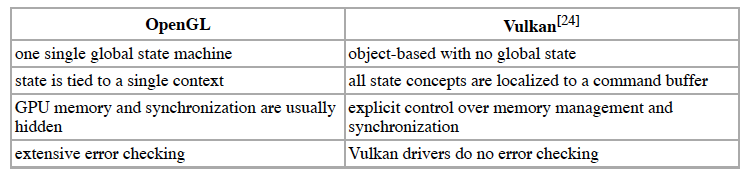 OpenGL
Vulkan[24]
one single global state machine
object-based with no global state
state is tied to a single context
all state concepts are localized to a command buffer
GPU memory and synchronization are usually
hidden
explicit control over memory management and
synchronization
extensive error checking
Vulkan drivers do no error checking